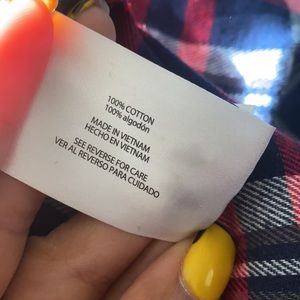 100% COTTON
100% algodón
MADE IN VIETNAM
HECHO EN VIETNAM
SEE REVERSE FOR CARE
VER AL REVERSO PARA CUIDADO